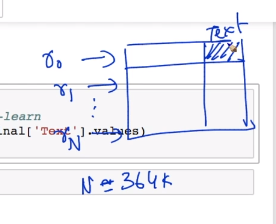 Text
r0 →
r1 →
⋮
-learn
nal['Text'].values)
rN
N ≈ 364K